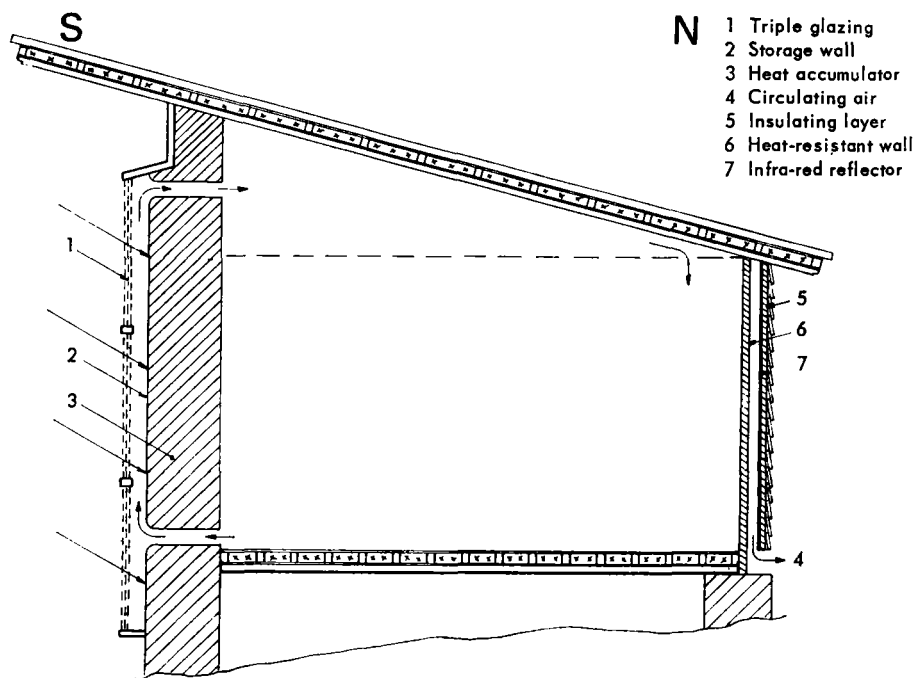 S
N
1 Triple glazing
2 Storage wall
3 Heat accumulator
4 Circulating air
5 Insulating layer
6 Heat-resistant wall
7 Infra-red reflector
1
2
3
5
6
7
4